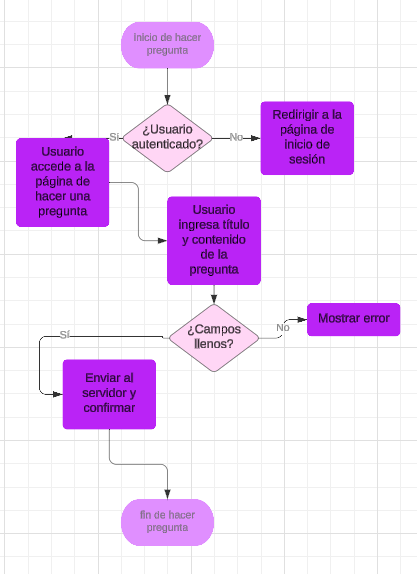 Inicio de hacer
pregunta
¿Usuario
autenticado?
Sí
No
Redirigir a la
página de
inicio de
sesión
Usuario
accede a la
página de
hacer una
pregunta
Usuario
ingresa título
y contenido
de la
pregunta
¿Campos
llenos?
Sí
No
Mostrar error
Enviar al
servidor y
confirmar
fin de hacer
pregunta